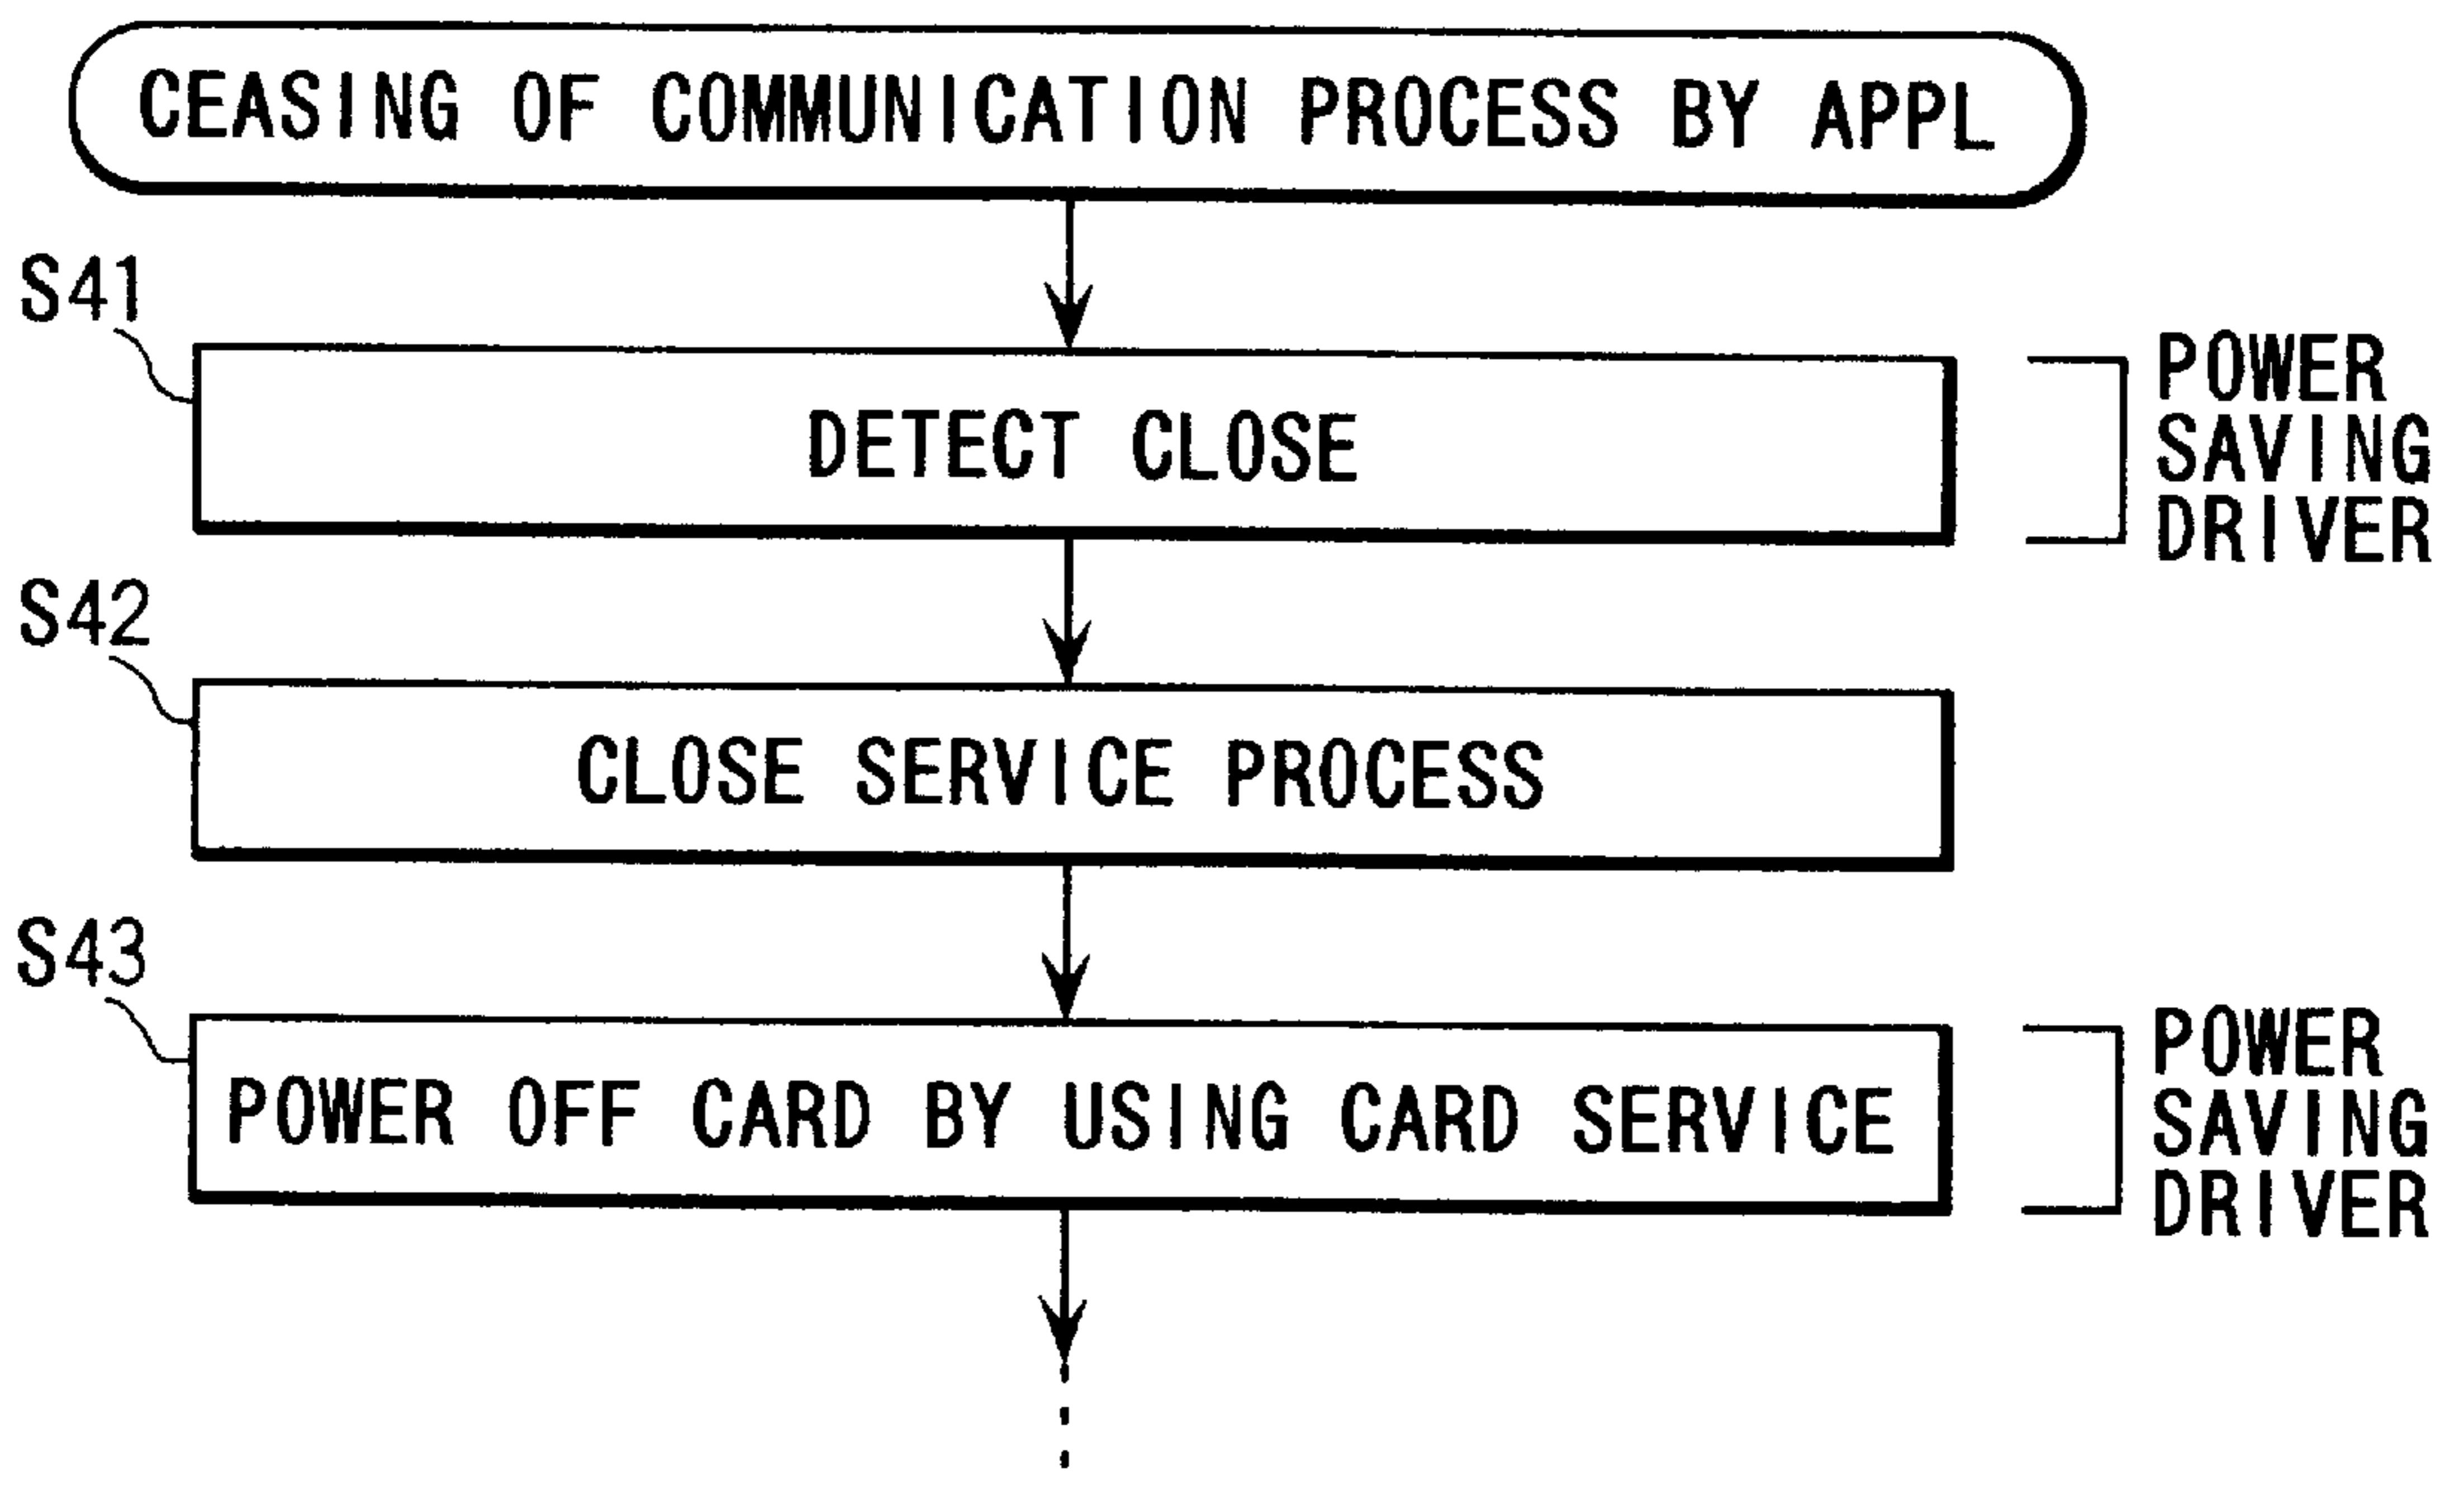 CEASING OF COMMUNICATION PROCESS BY APPL
S41
DETECT CLOSE
POWER
SAVING
DRIVER
S42
CLOSE SERVICE PROCESS
S43
POWER OFF CARD BY USING CARD SERVICE
POWER
SAVING
DRIVER